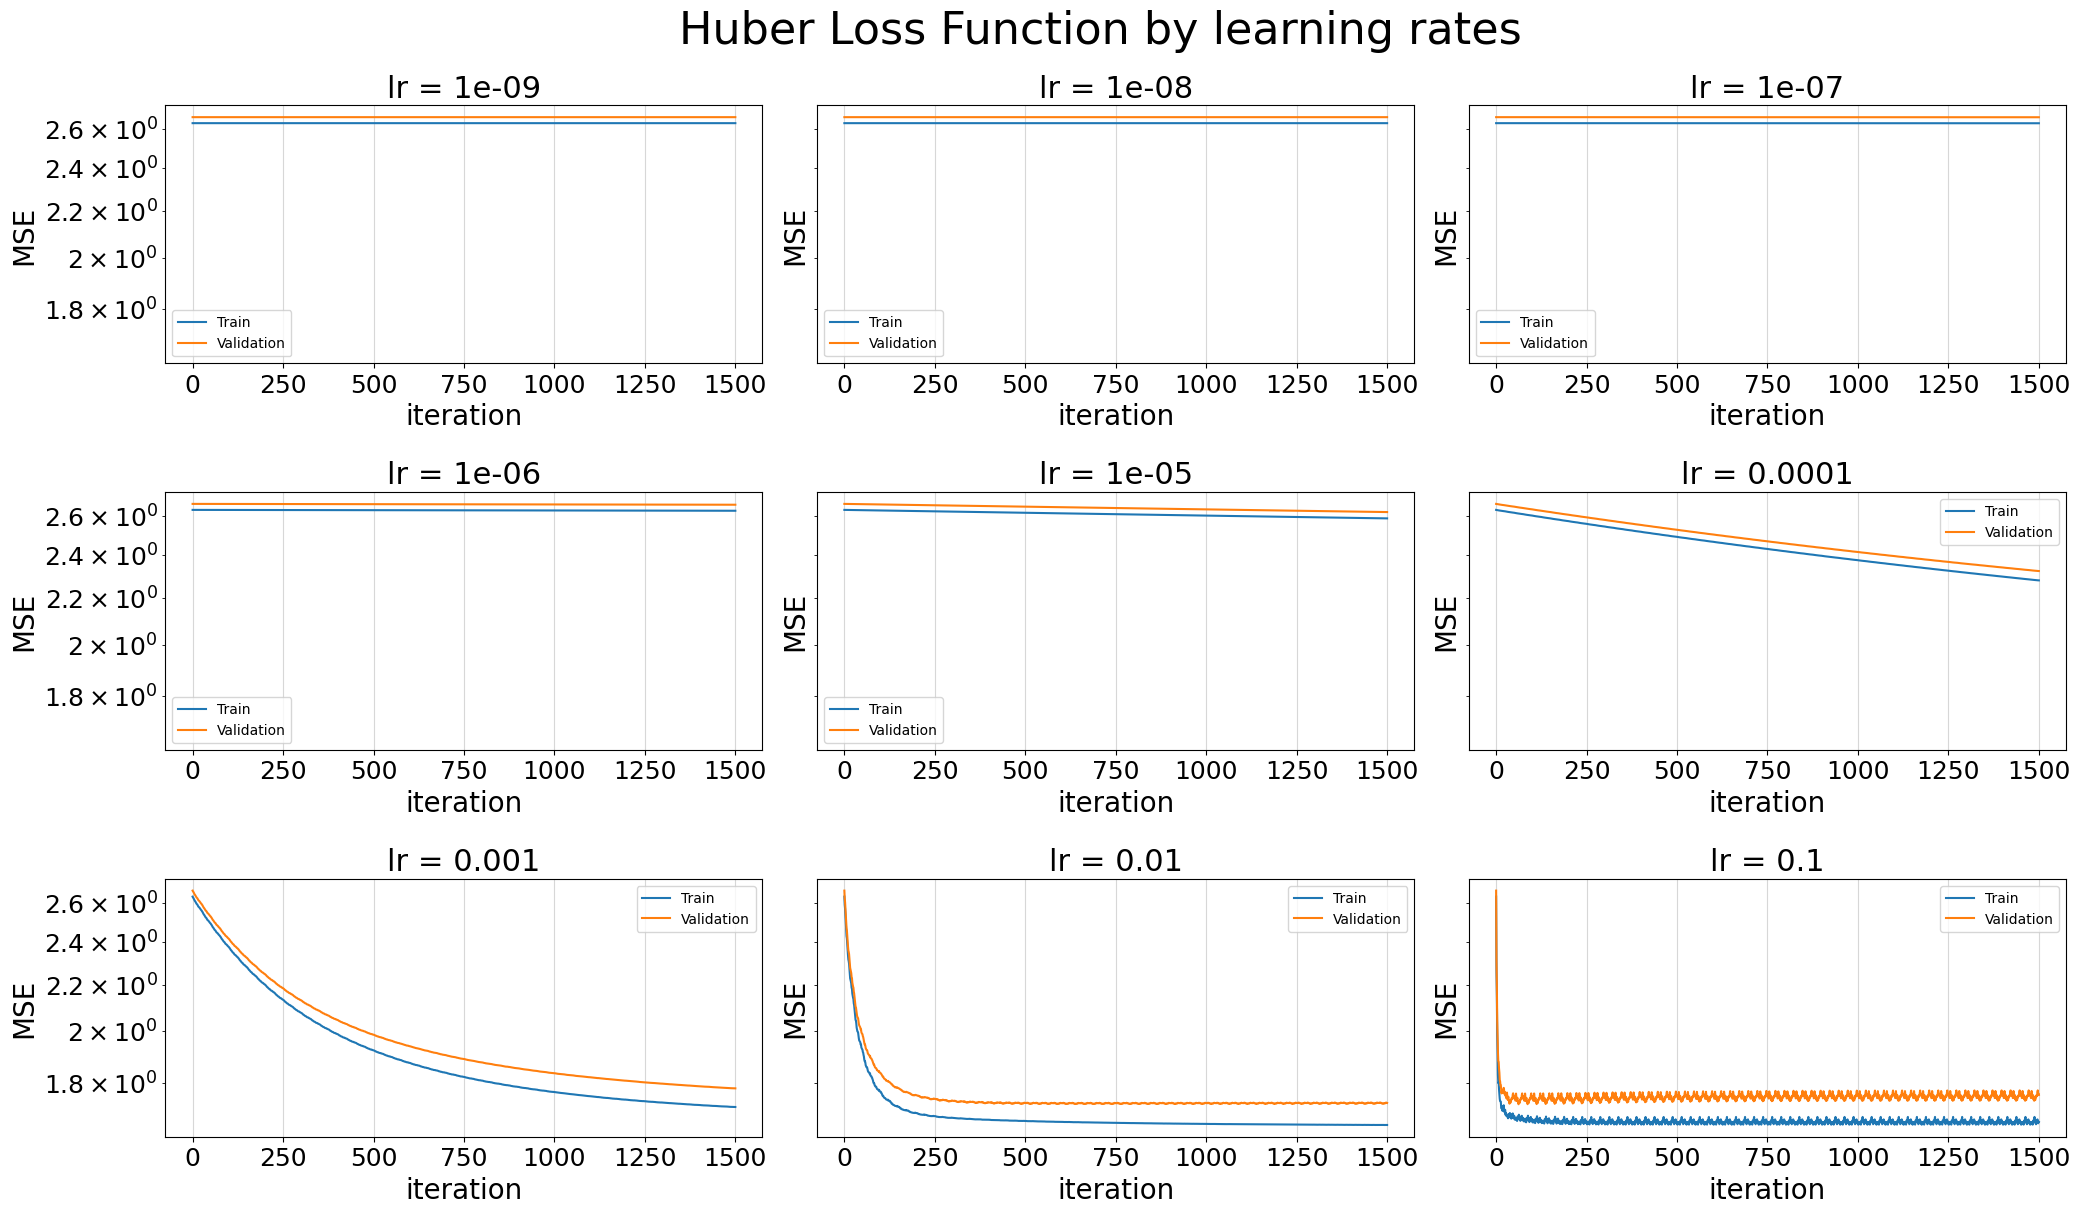 Huber Loss Function by learning rates
lr = 1e-09
lr = 1e-08
lr = 1e-07
2.6 × 10⁰
2.4 × 10⁰
2.2 × 10⁰
2 × 10⁰
1.8 × 10⁰
MSE
Train
Validation
0 250 500 750 1000 1250 1500
iteration
MSE
Train
Validation
0 250 500 750 1000 1250 1500
iteration
MSE
Train
Validation
0 250 500 750 1000 1250 1500
iteration
lr = 1e-06
lr = 1e-05
lr = 0.0001
2.6 × 10⁰
2.4 × 10⁰
2.2 × 10⁰
2 × 10⁰
1.8 × 10⁰
MSE
Train
Validation
0 250 500 750 1000 1250 1500
iteration
MSE
Train
Validation
0 250 500 750 1000 1250 1500
iteration
MSE
Train
Validation
0 250 500 750 1000 1250 1500
iteration
lr = 0.001
lr = 0.01
lr = 0.1
2.6 × 10⁰
2.4 × 10⁰
2.2 × 10⁰
2 × 10⁰
1.8 × 10⁰
MSE
Train
Validation
0 250 500 750 1000 1250 1500
iteration
MSE
Train
Validation
0 250 500 750 1000 1250 1500
iteration
MSE
Train
Validation
0 250 500 750 1000 1250 1500
iteration